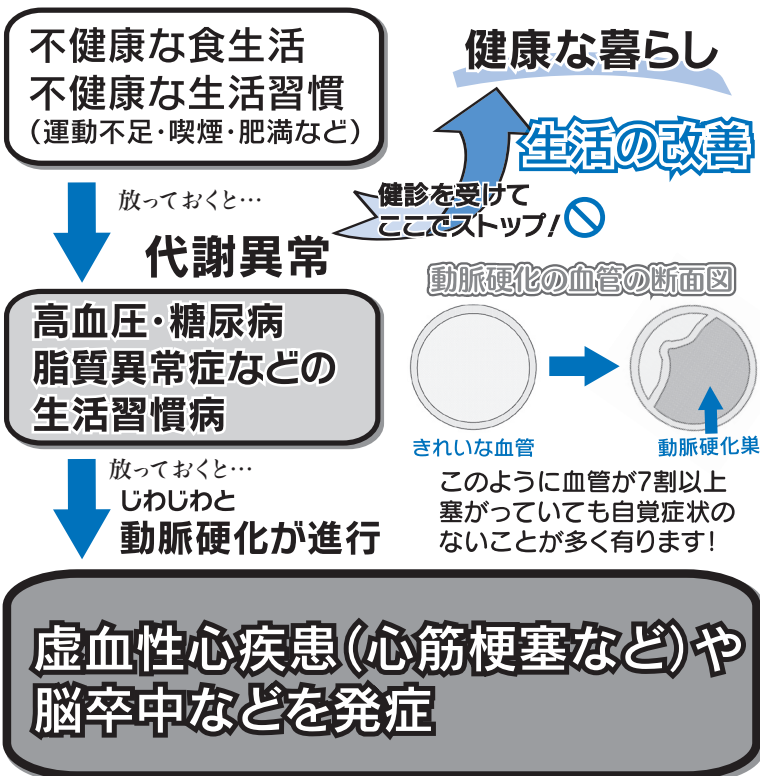 不健康な食生活
不健康な生活習慣
（運動不足・喫煙・肥満など）
健康な暮らし
生活の改善
放っておくと…
健診を受けて
ここでストップ！
代謝異常
高血圧・糖尿病
脂質異常症などの
生活習慣病
動脈硬化の血管の断面図
きれいな血管
動脈硬化巣
放っておくと…
じわじわと
動脈硬化が進行
このように血管が7割以上
塞がっていても自覚症状の
ないことが多く有ります！
虚血性心疾患（心筋梗塞など）や
脳卒中などを発症